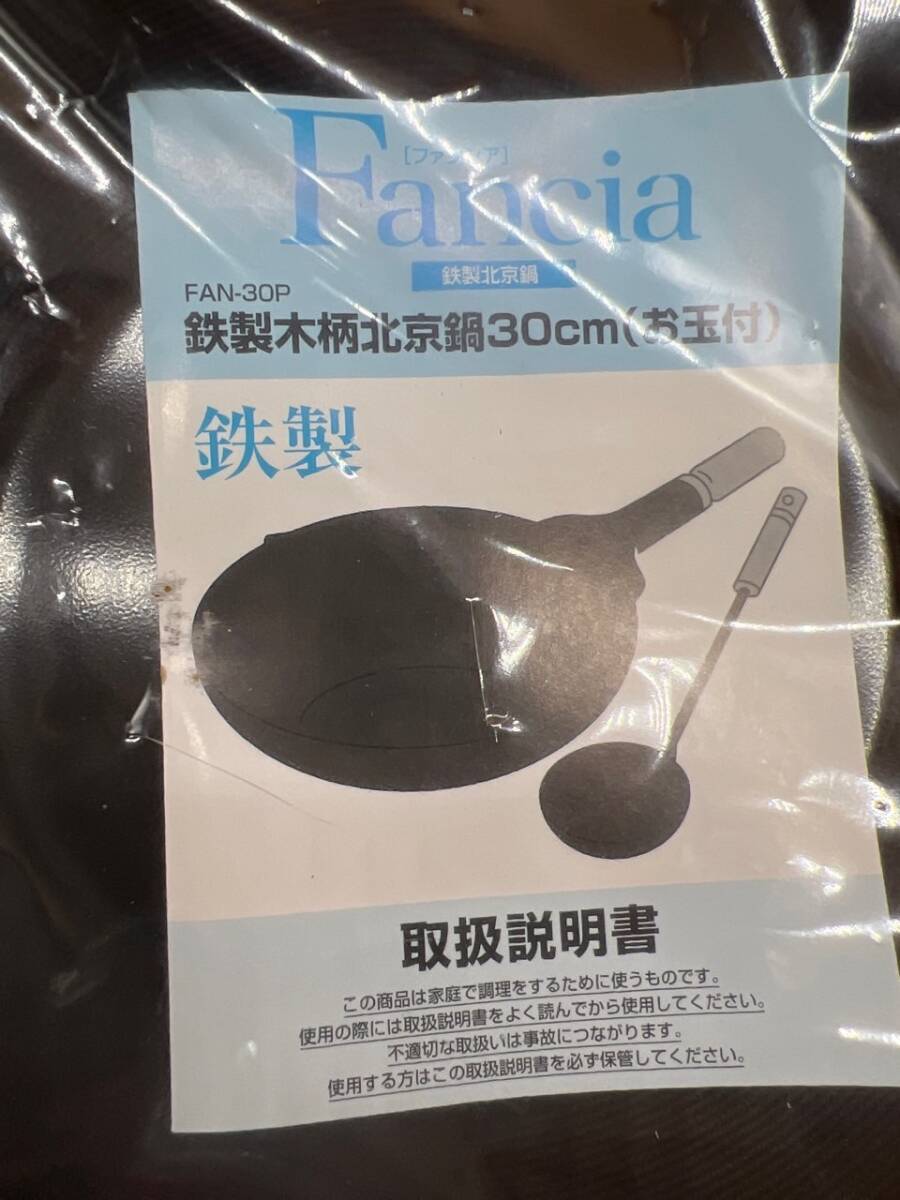 [ファンシア]
Fancia
鉄製北京鍋
FAN-30P
鉄製木柄北京鍋30cm(お玉付)
鉄製
取扱説明書
この商品は家庭で調理をするために使うものです。
使用の際には取扱説明書をよく読んでから使用してください。
不適切な取扱いは事故につながります。
使用する方はこの取扱説明書を必ず保管してください。